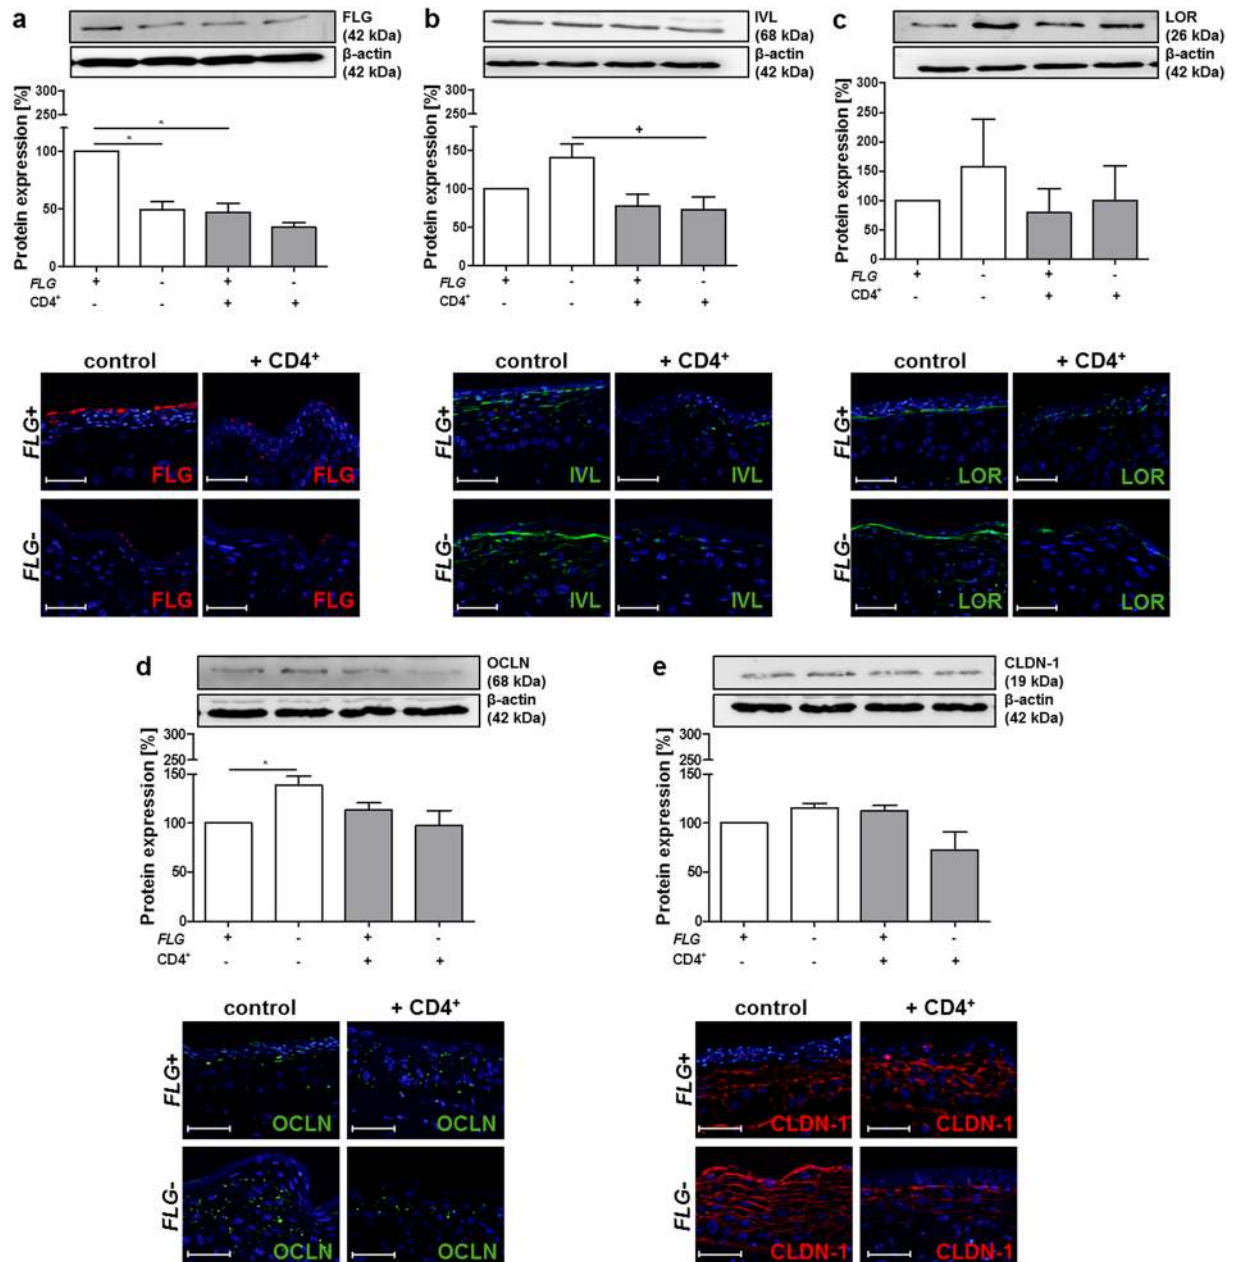 a
FLG
(42 kDa)
β-actin
(42 kDa)
Protein expression [%]
300
250
100
50
0
*
*
FLG + - + -
CD4⁺ - - + +
control + CD4⁺
FLG+
FLG FLG
FLG-
FLG FLG
b
IVL
(68 kDa)
β-actin
(42 kDa)
Protein expression [%]
300
250
150
100
50
0
+
FLG + - + -
CD4⁺ - - + +
control + CD4⁺
FLG+
IVL IVL
FLG-
IVL IVL
c
LOR
(26 kDa)
β-actin
(42 kDa)
Protein expression [%]
300
250
200
150
100
50
0
FLG + - + -
CD4⁺ - - + +
control + CD4⁺
FLG+
LOR LOR
FLG-
LOR LOR
d
OCLN
(68 kDa)
β-actin
(42 kDa)
Protein expression [%]
300
250
150
100
50
0
*
FLG + - + -
CD4⁺ - - + +
control + CD4⁺
FLG+
OCLN OCLN
FLG-
OCLN OCLN
e
CLDN-1
(19 kDa)
β-actin
(42 kDa)
Protein expression [%]
300
250
150
100
50
0
FLG + - + -
CD4⁺ - - + +
control + CD4⁺
FLG+
CLDN-1 CLDN-1
FLG-
CLDN-1 CLDN-1